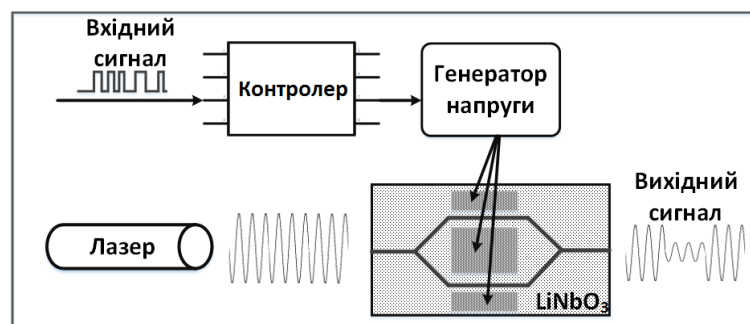 Вхідний
сигнал
Контролер
Генератор
напруги
Лазер
Вихідний
сигнал
LiNbO₃